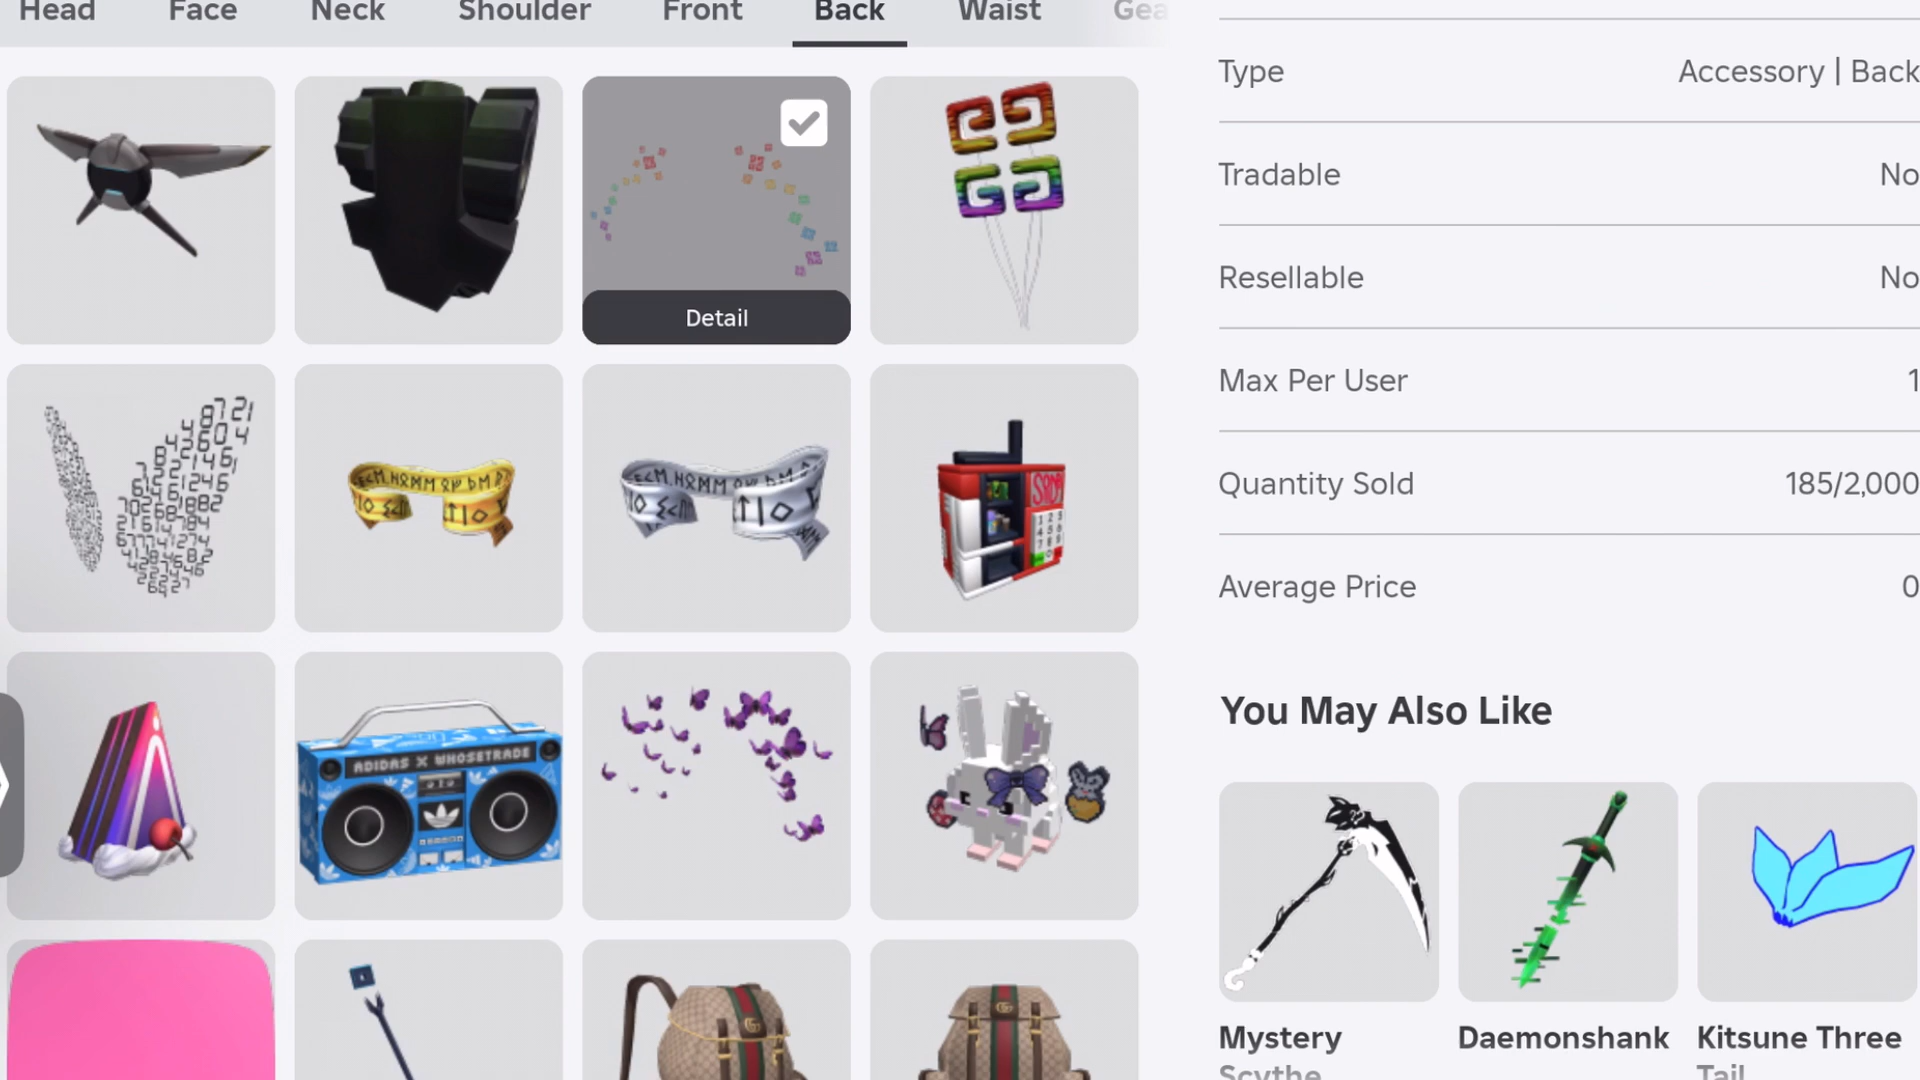 Head Face Neck Shoulder Front Back Waist Gea
Detail
SODA
ADIDAS X WHOSETRADE
Type Accessory | Back
Tradable No
Resellable No
Max Per User 1
Quantity Sold 185/2,000
Average Price 0
You May Also Like
Mystery
Scythe
Daemonshank
Kitsune Three
Tail